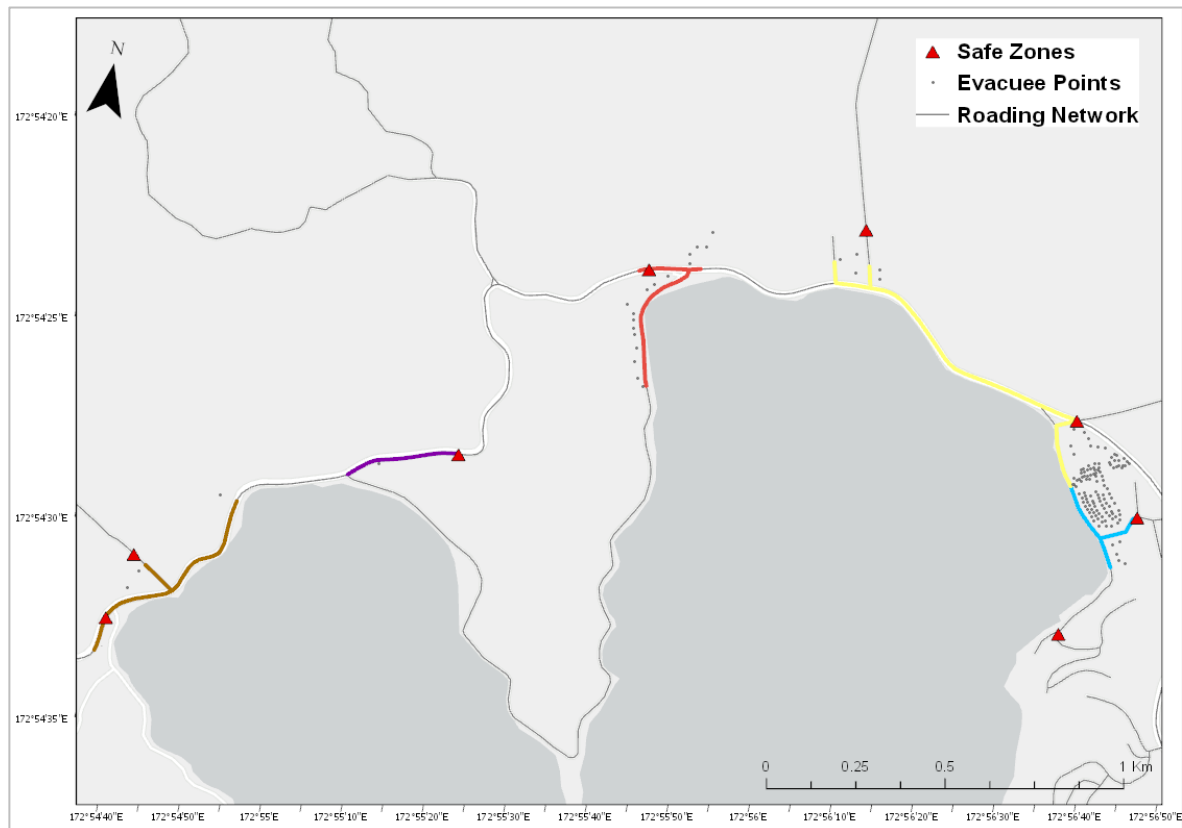 N
Safe Zones
Evacuee Points
Roading Network
172°54'20"E
172°54'25"E
172°54'30"E
172°54'35"E
0 0.25 0.5 1 Km
172°54'40"E 172°54'50"E 172°55'E 172°55'10"E 172°55'20"E 172°55'30"E 172°55'40"E 172°55'50"E 172°56'E 172°56'10"E 172°56'20"E 172°56'30"E 172°56'40"E 172°56'50"E